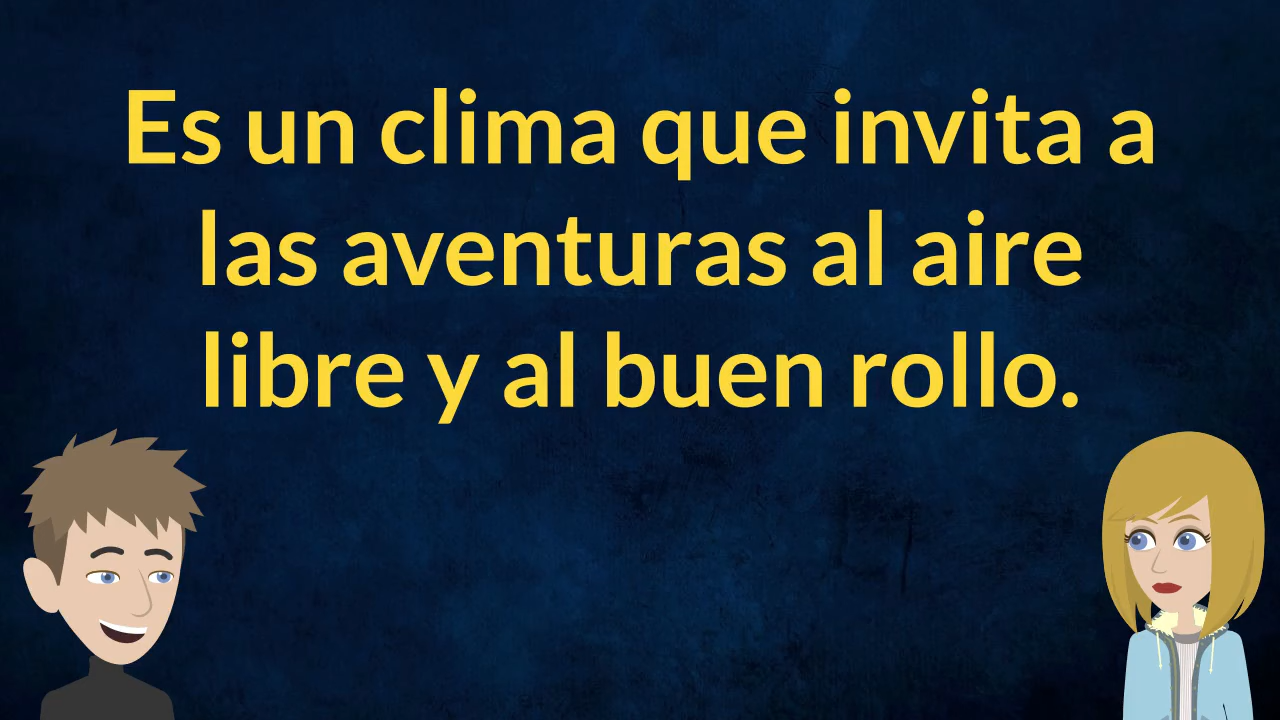 Es un clima que invita a
las aventuras al aire
libre y al buen rollo.